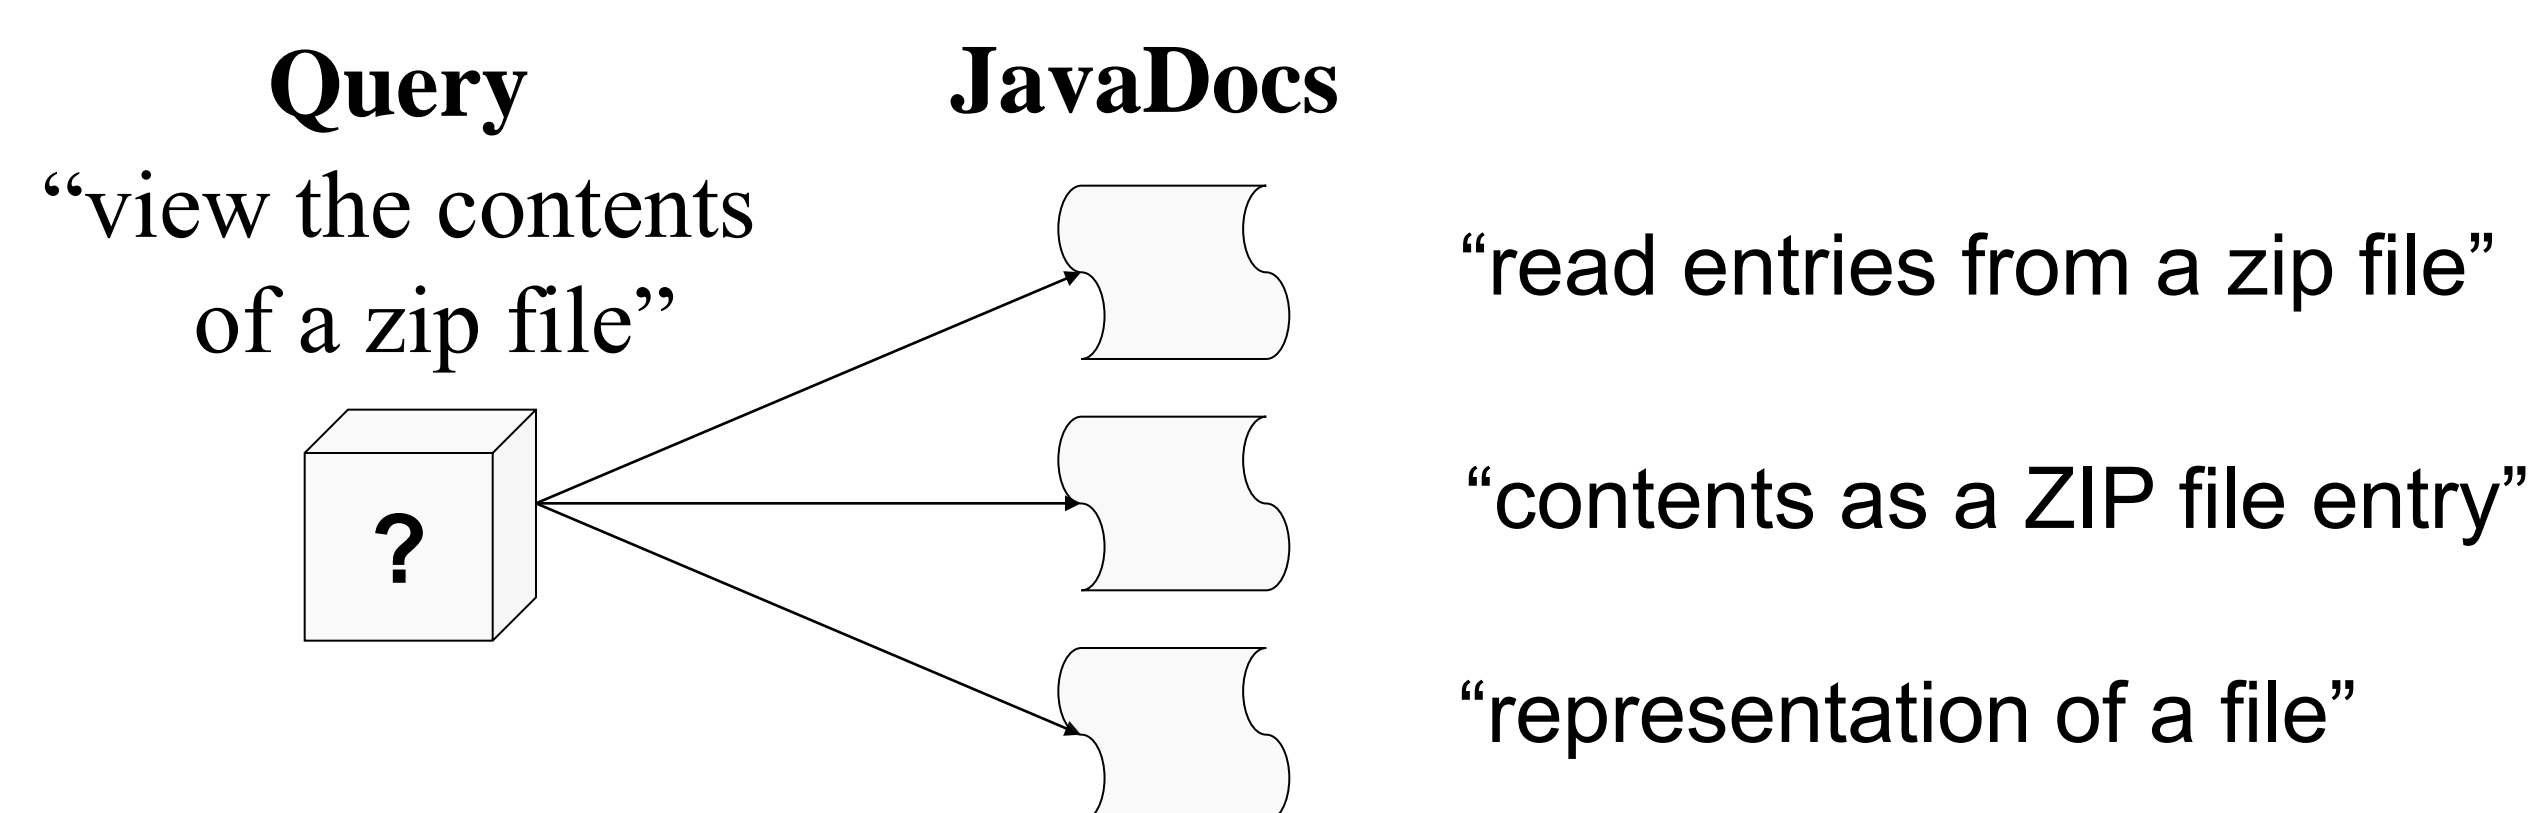 Query
“view the contents
of a zip file”
?
JavaDocs
“read entries from a zip file”
“contents as a ZIP file entry”
“representation of a file”